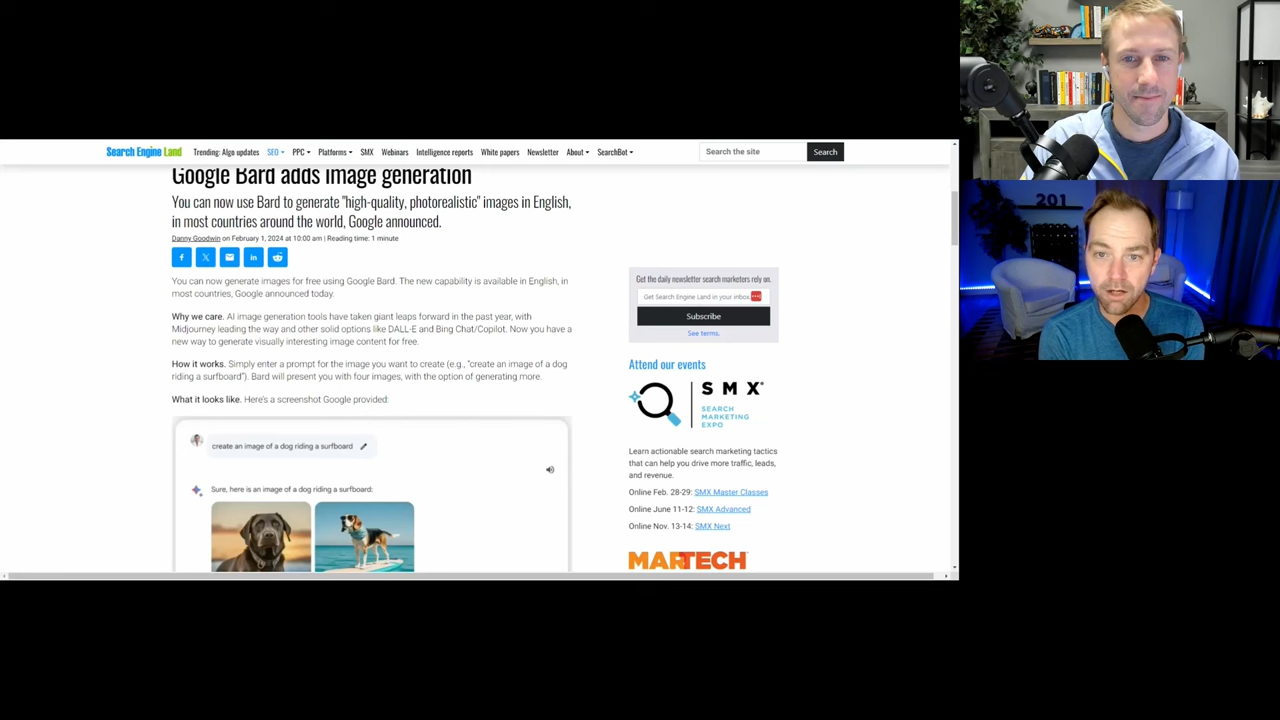 Search Engine Land
Trending: Algo updates
SEO
PPC
Platforms
SMX
Webinars
Intelligence reports
White papers
Newsletter
About
SearchBot
Search the site
Search
Google Bard adds image generation
You can now use Bard to generate "high-quality, photorealistic" images in English,
in most countries around the world, Google announced.
Danny Goodwin on February 1, 2024 at 10:00 am | Reading time: 1 minute
You can now generate images for free using Google Bard. The new capability is available in English, in
most countries, Google announced today.
Why we care. AI image generation tools have taken giant leaps forward in the past year, with
Midjourney leading the way and other solid options like DALL-E and Bing Chat/Copilot. Now you have a
new way to generate visually interesting image content for free.
How it works. Simply enter a prompt for the image you want to create (e.g., "create an image of a dog
riding a surfboard"). Bard will present you with four images, with the option of generating more.
What it looks like. Here's a screenshot Google provided:
create an image of a dog riding a surfboard
Sure, here is an image of a dog riding a surfboard:
Get the daily newsletter search marketers rely on.
Get Search Engine Land in your inbox
Subscribe
See terms.
Attend our events
SMX
SEARCH
MARKETING
EXPO
Learn actionable search marketing tactics
that can help you drive more traffic, leads,
and revenue.
Online Feb. 28-29: SMX Master Classes
Online June 11-12: SMX Advanced
Online Nov. 13-14: SMX Next
MARTECH
201